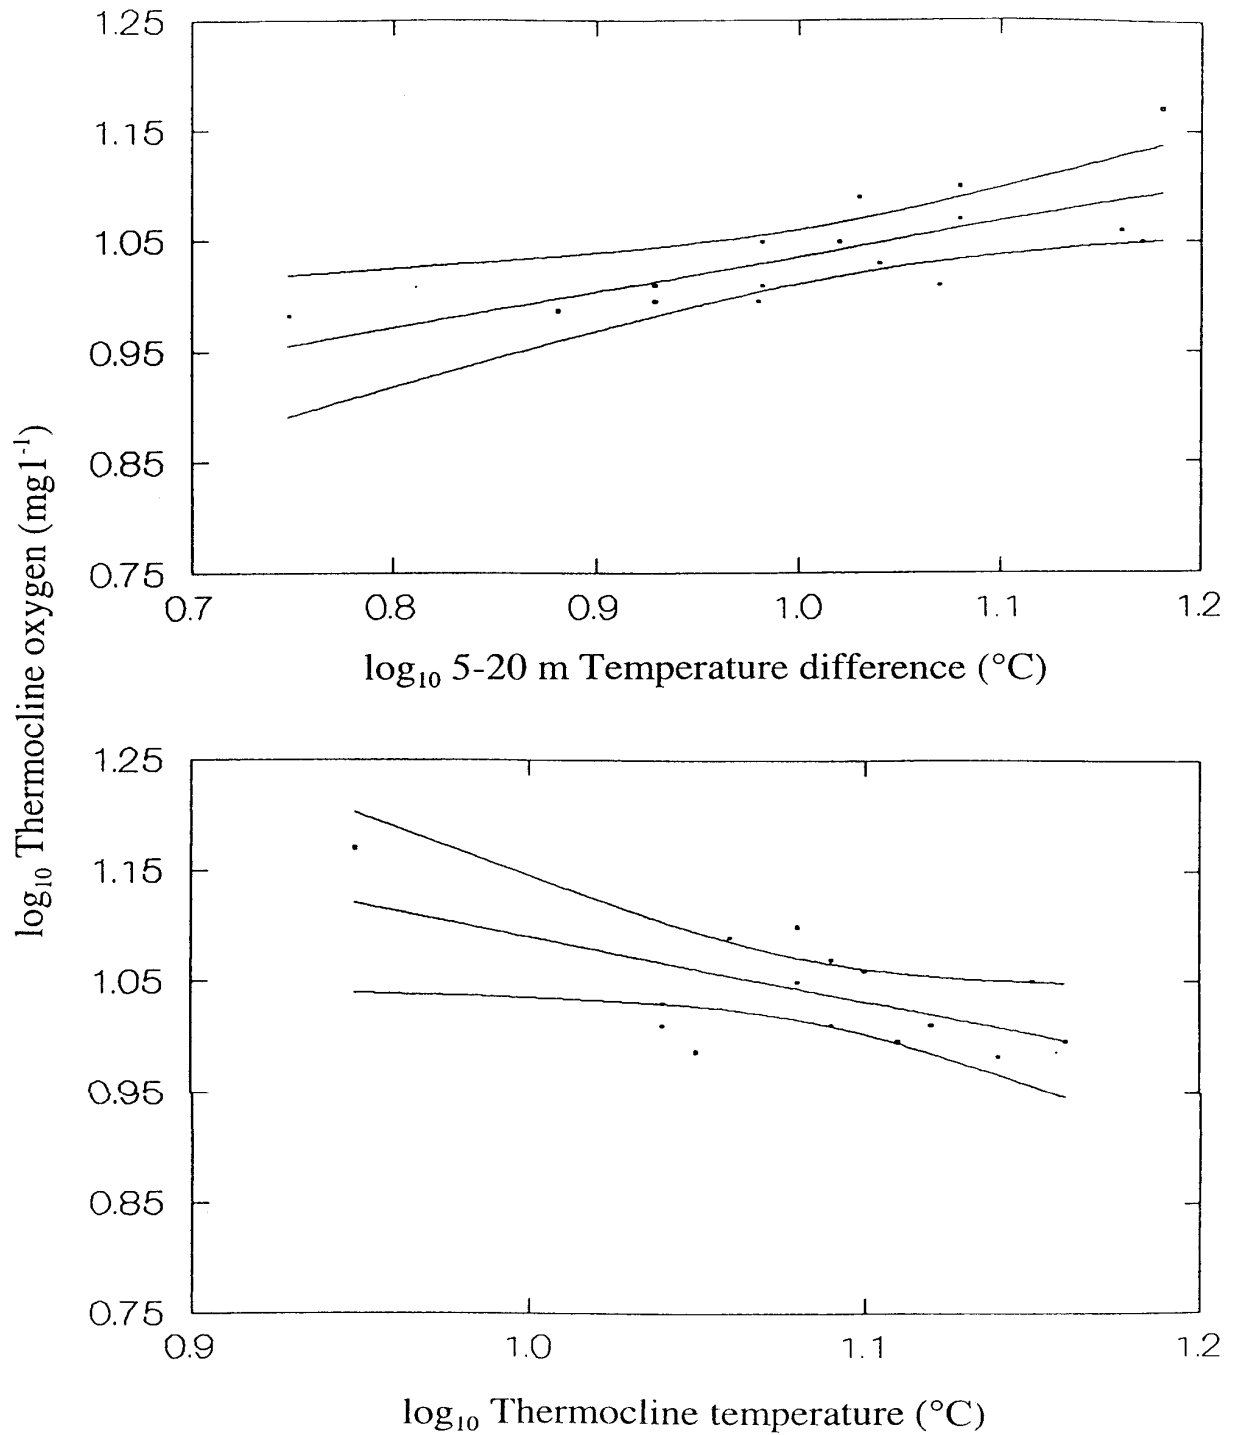 1.25
1.15
1.05
0.95
0.85
0.75
0.7 0.8 0.9 1.0 1.1 1.2
log₁₀ 5-20 m Temperature difference (°C)
log₁₀ Thermocline oxygen (mg l⁻¹)
1.25
1.15
1.05
0.95
0.85
0.75
0.9 1.0 1.1 1.2
log₁₀ Thermocline temperature (°C)